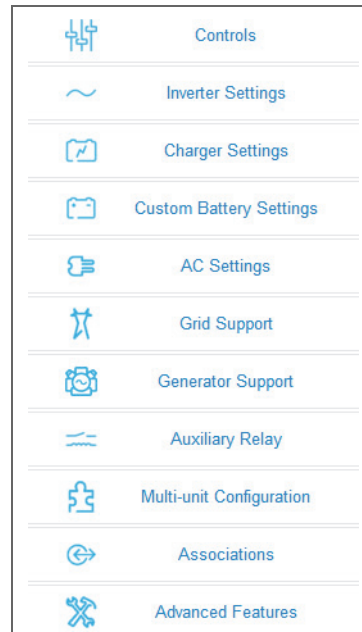 Controls
Inverter Settings
Charger Settings
Custom Battery Settings
AC Settings
Grid Support
Generator Support
Auxiliary Relay
Multi-unit Configuration
Associations
Advanced Features